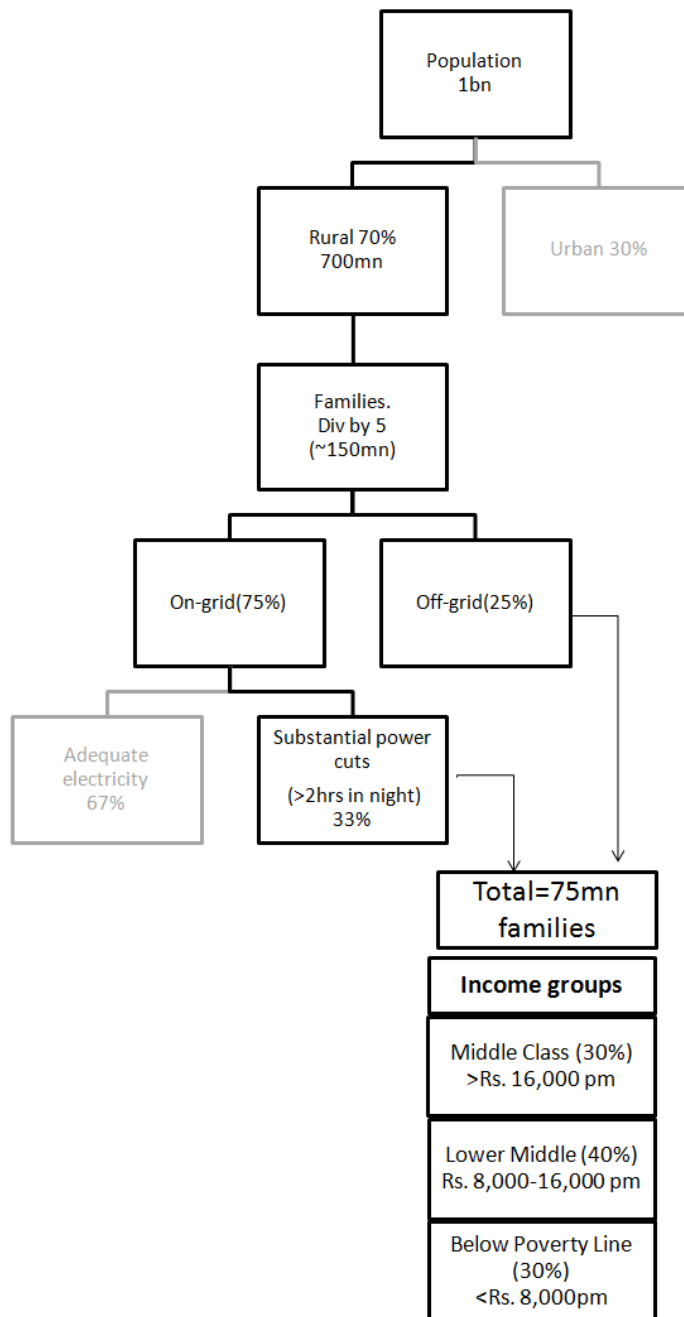 Population
1bn
Rural 70%
700mn
Urban 30%
Families.
Div by 5
(~150mn)
On-grid(75%)
Off-grid(25%)
Adequate
electricity
67%
Substantial power
cuts
(>2hrs in night)
33%
Total=75mn
families
Income groups
Middle Class (30%)
>Rs. 16,000 pm
Lower Middle (40%)
Rs. 8,000-16,000 pm
Below Poverty Line
(30%)
<Rs. 8,000pm